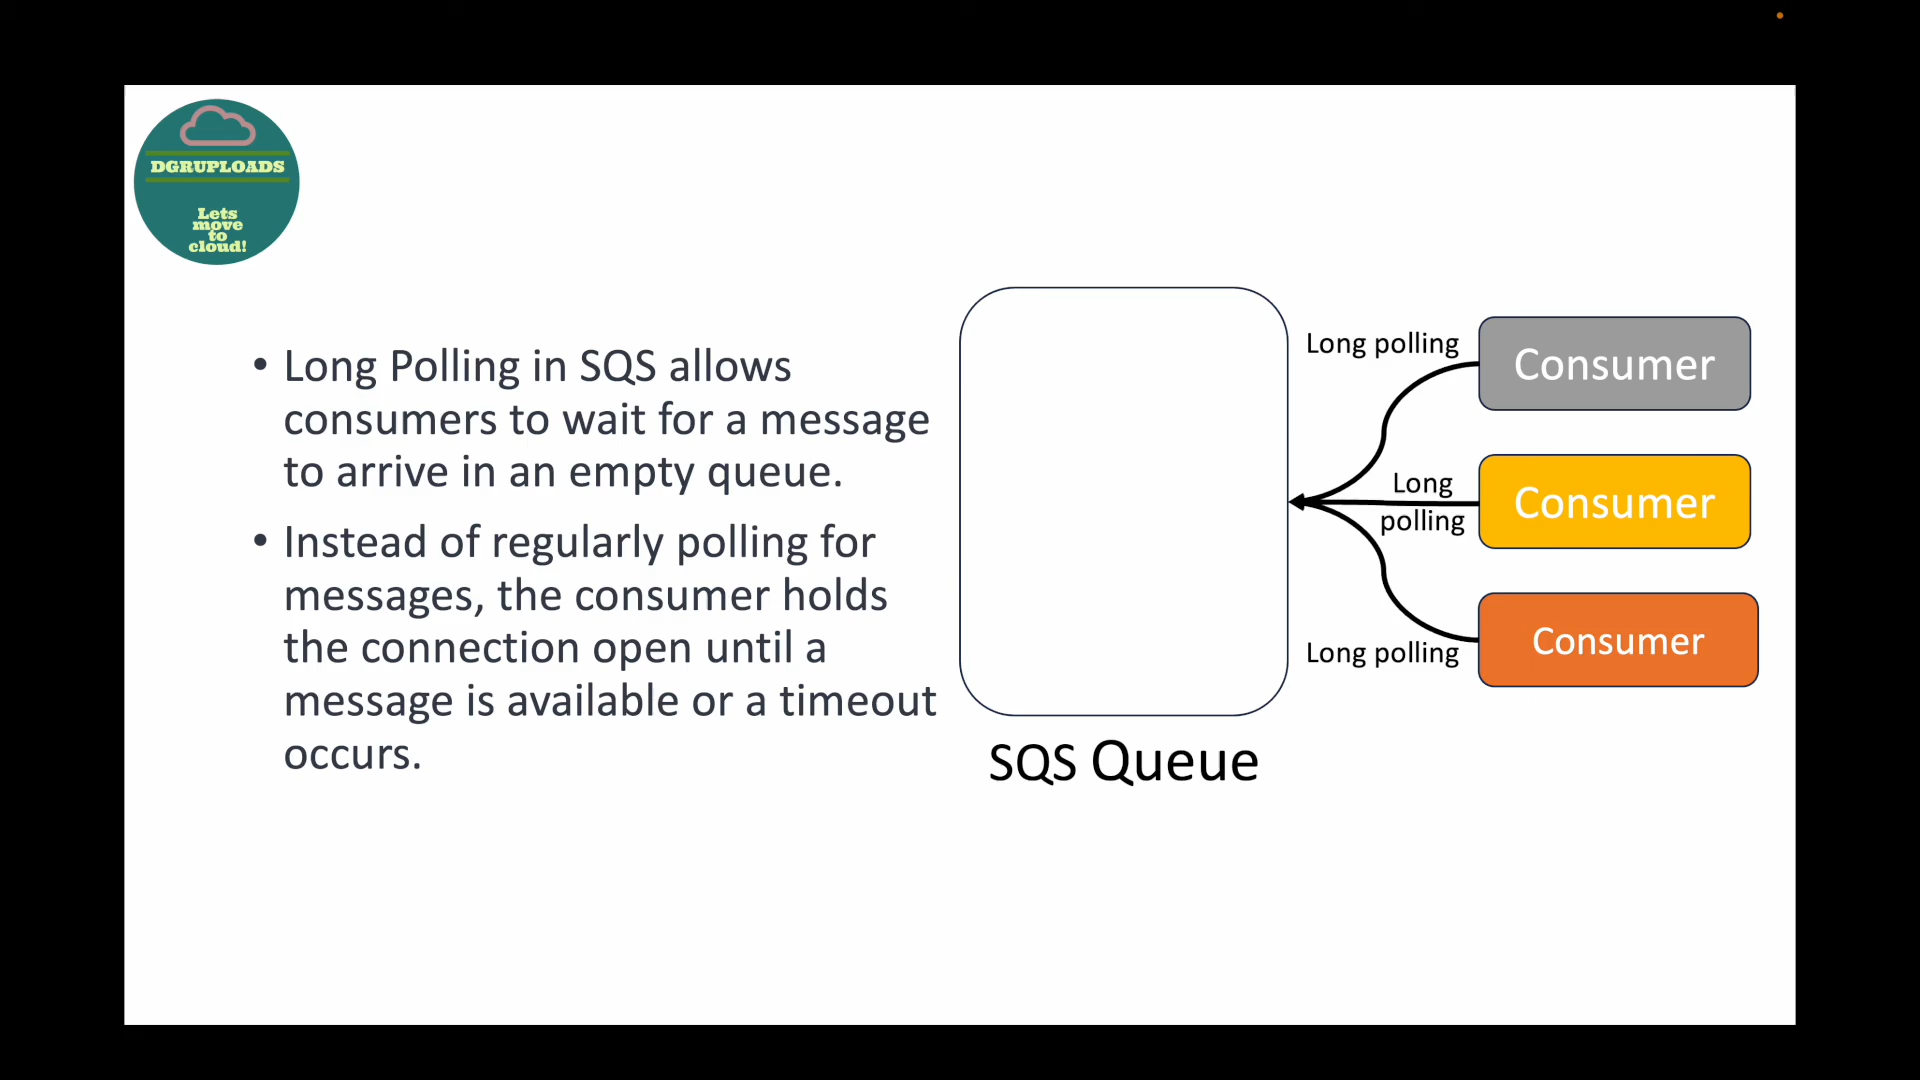 DGRUPLOADS
Lets
move
to
cloud!
• Long Polling in SQS allows
consumers to wait for a message
to arrive in an empty queue.
• Instead of regularly polling for
messages, the consumer holds
the connection open until a
message is available or a timeout
occurs.
SQS Queue
Long polling
Consumer
Long
polling
Consumer
Long polling
Consumer